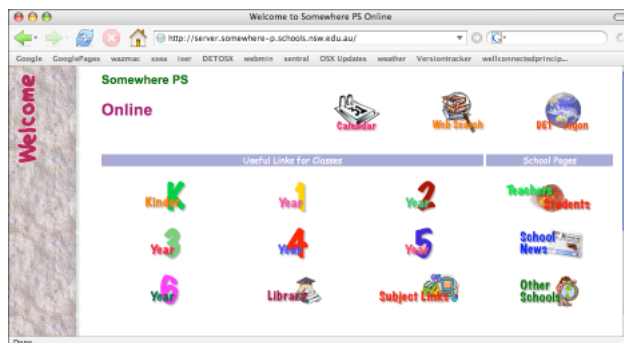 Welcome to Somewhere PS Online
http://server.somewhere-p.schools.nsw.edu.au/
Google GooglePages wazmac ssea iser DETOSX webmin sentral OSX Updates weather Versiontracker wellconnectedprincip...
Welcome
Somewhere PS
Online
Calendar Web Search DET Logon
Useful Links for Classes School Pages
Kinder K Year 1 Year 2 Teachers Students
Year 3 Year 4 Year 5 School News
Year 6 Library Subject Links Other Schools
Done